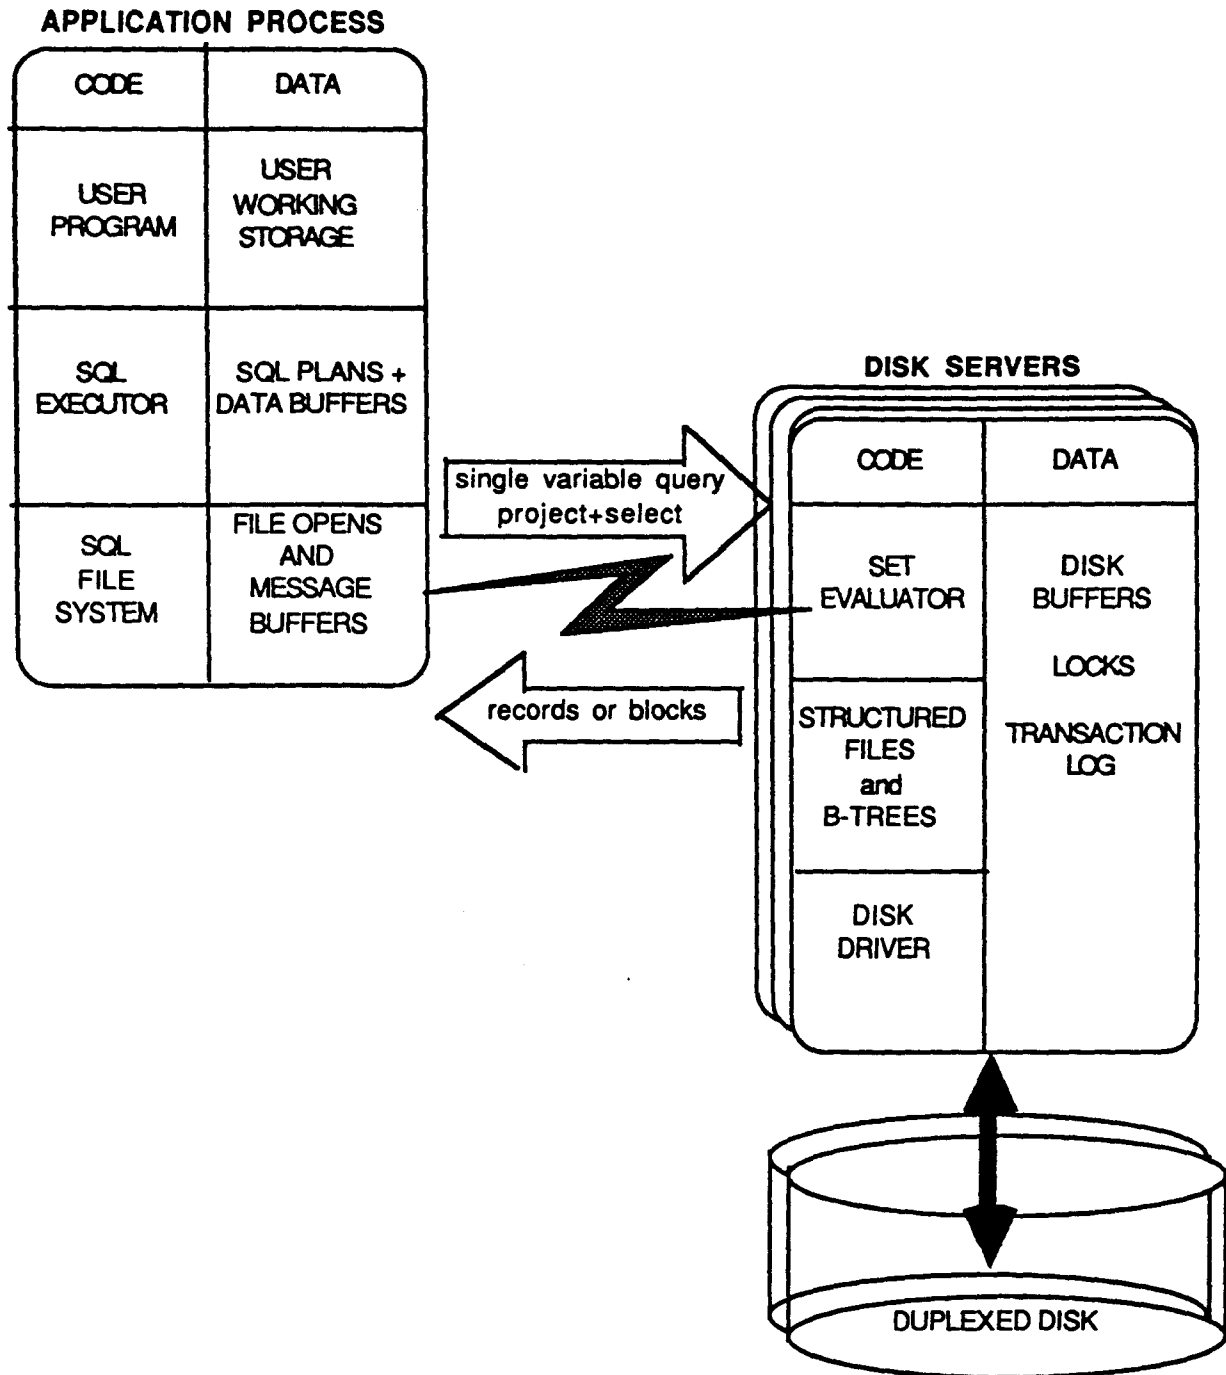 APPLICATION PROCESS
CODE
DATA
USER
PROGRAM
USER
WORKING
STORAGE
SQL
EXECUTOR
SQL PLANS +
DATA BUFFERS
SQL
FILE
SYSTEM
FILE OPENS
AND
MESSAGE
BUFFERS
single variable query
project+select
records or blocks
DISK SERVERS
CODE
DATA
SET
EVALUATOR
DISK
BUFFERS
LOCKS
TRANSACTION
LOG
STRUCTURED
FILES
and
B-TREES
DISK
DRIVER
DUPLEXED DISK